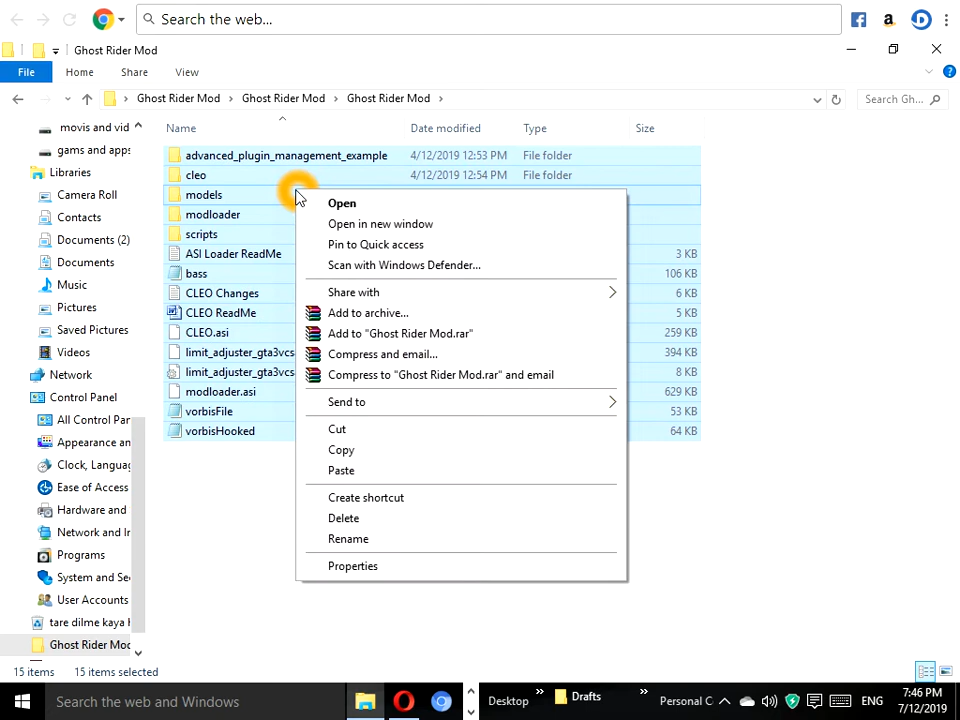 Search the web...
Ghost Rider Mod
File Home Share View
Ghost Rider Mod Ghost Rider Mod Ghost Rider Mod
Search Gh...
Name Date modified Type Size
movis and vid
gams and apps
Libraries
Camera Roll
Contacts
Documents (2)
Documents
Music
Pictures
Saved Pictures
Videos
Network
Control Panel
All Control Par
Appearance an
Clock, Languag
Ease of Access
Hardware and
Network and In
Programs
System and Sec
User Accounts
tare dilme kaya
Ghost Rider Mod
advanced_plugin_management_example 4/12/2019 12:53 PM File folder
cleo 4/12/2019 12:54 PM File folder
models
modloader
scripts
ASI Loader ReadMe 3 KB
bass 106 KB
CLEO Changes 6 KB
CLEO ReadMe 5 KB
CLEO.asi 259 KB
limit_adjuster_gta3vcs 394 KB
limit_adjuster_gta3vcs 8 KB
modloader.asi 629 KB
vorbisFile 53 KB
vorbisHooked 64 KB
Open
Open in new window
Pin to Quick access
Scan with Windows Defender...
Share with
Add to archive...
Add to "Ghost Rider Mod.rar"
Compress and email...
Compress to "Ghost Rider Mod.rar" and email
Send to
Cut
Copy
Paste
Create shortcut
Delete
Rename
Properties
15 items 15 items selected
Search the web and Windows
Desktop
Drafts
Personal C
ENG
7:46 PM
7/12/2019